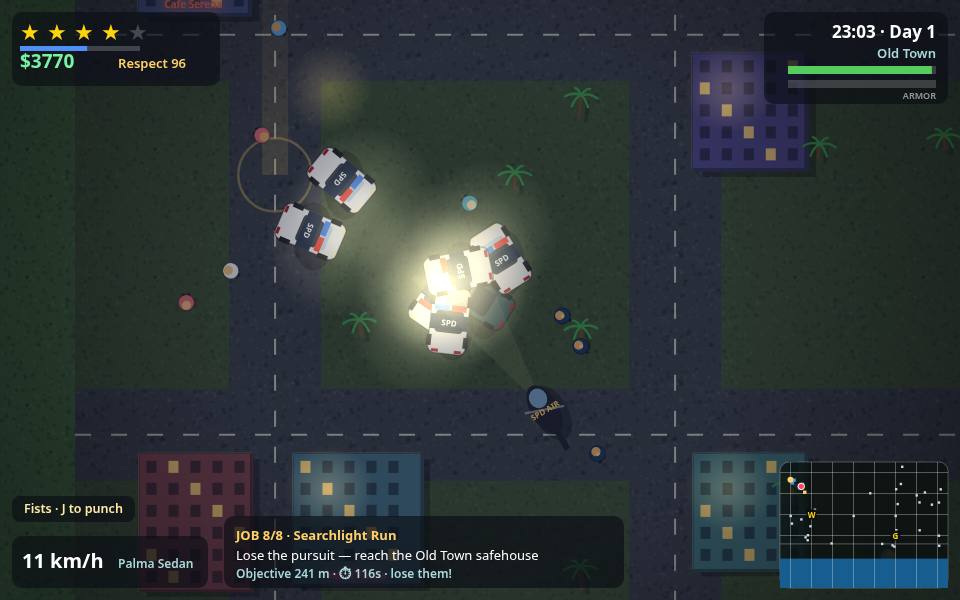 Cafe Seren
★★★★★
$3770
Respect 96
23:03 · Day 1
Old Town
ARMOR
SPD
SPD
SPD
SPD
SPD
SPD AIR
Fists · J to punch
11 km/h
Palma Sedan
JOB 8/8 · Searchlight Run
Lose the pursuit — reach the Old Town safehouse
Objective 241 m · ⏱ 116s · lose them!
W
G